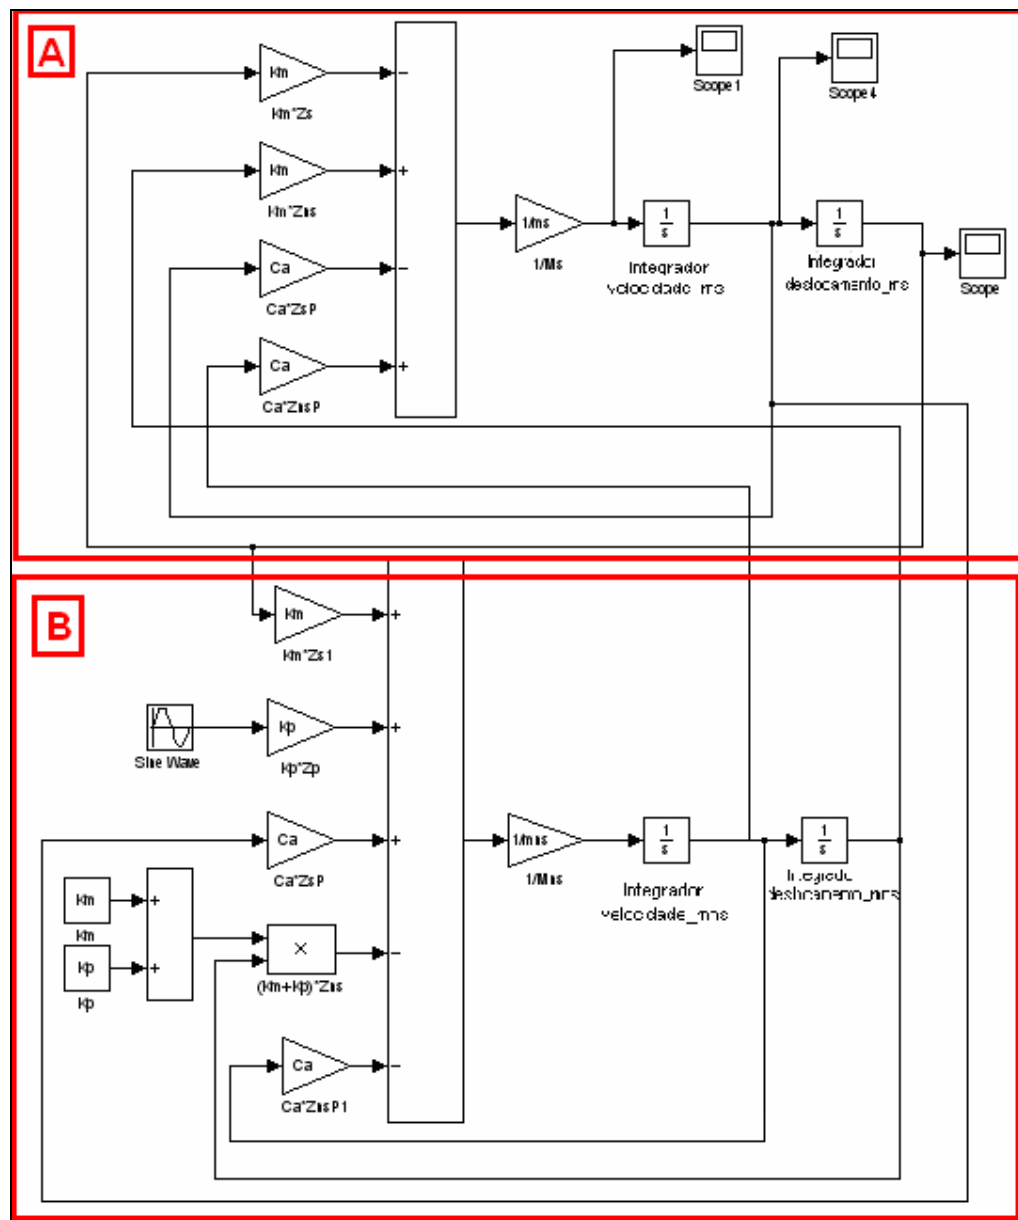 A
Km
Km*Zs
−
Km
Km*Zns
+
Ca
Ca*ZsP
−
Ca
Ca*ZnsP
+
1/ms
1/Ms
1
s
Integrador
velocidade_ms
1
s
Integrador
deslocamento_ms
Scope1
Scope4
Scope
B
Km
Km*Zs1
+
Sine Wave
Kp
Kp*Zp
+
Ca
Ca*ZsP
+
Km
Km
+
Kp
Kp
+
×
(Km+Kp)*Zns
−
Ca
Ca*ZnsP1
−
1/mns
1/Mns
1
s
Integrador
velocidade_mns
1
s
Integrador
deslocamento_mns